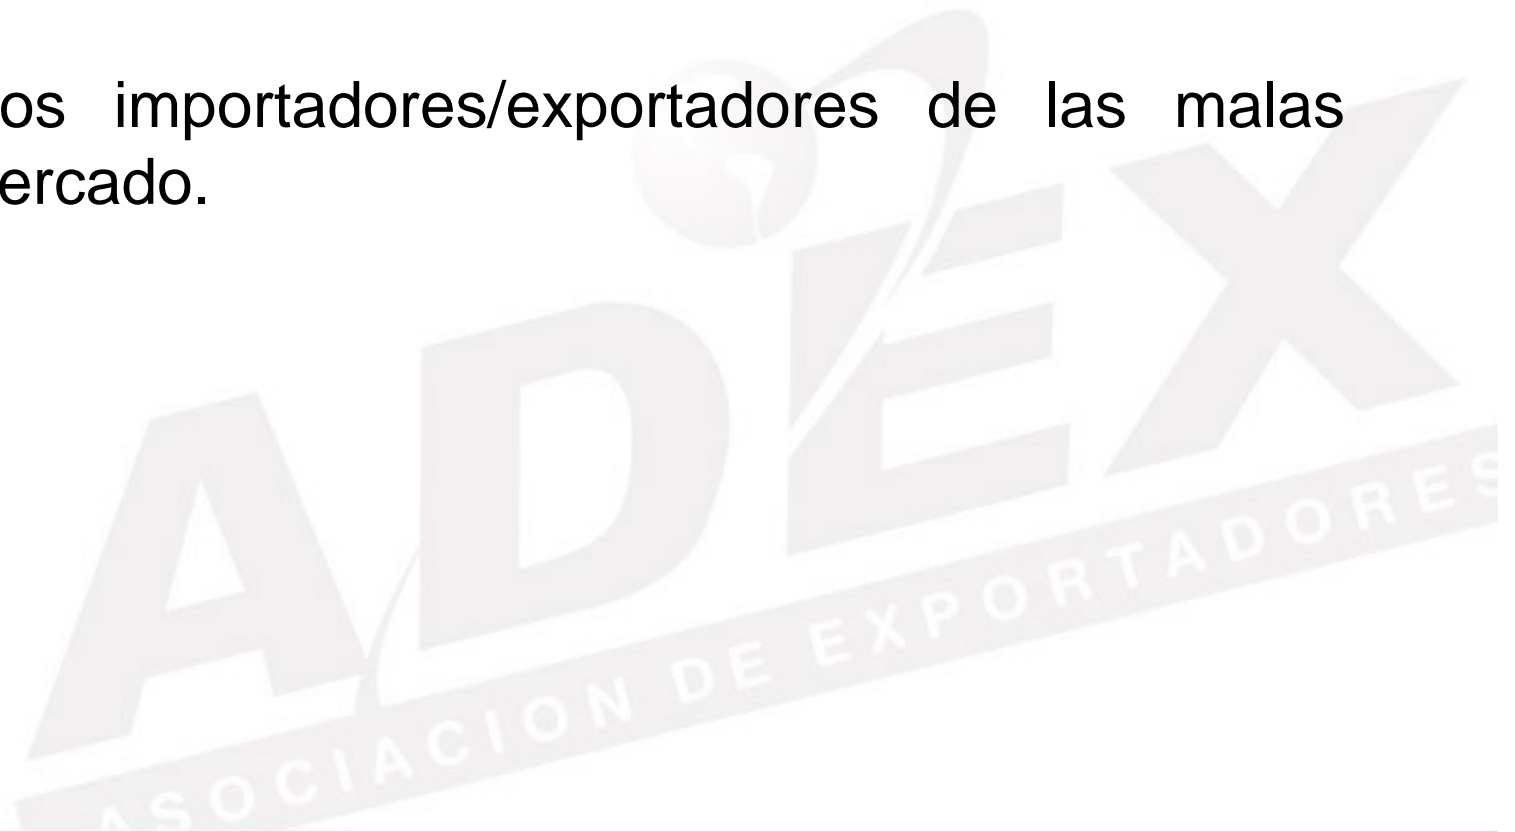 os importadores/exportadores de las malas
ercado.
ADEX
ASOCIACION DE EXPORTADORES